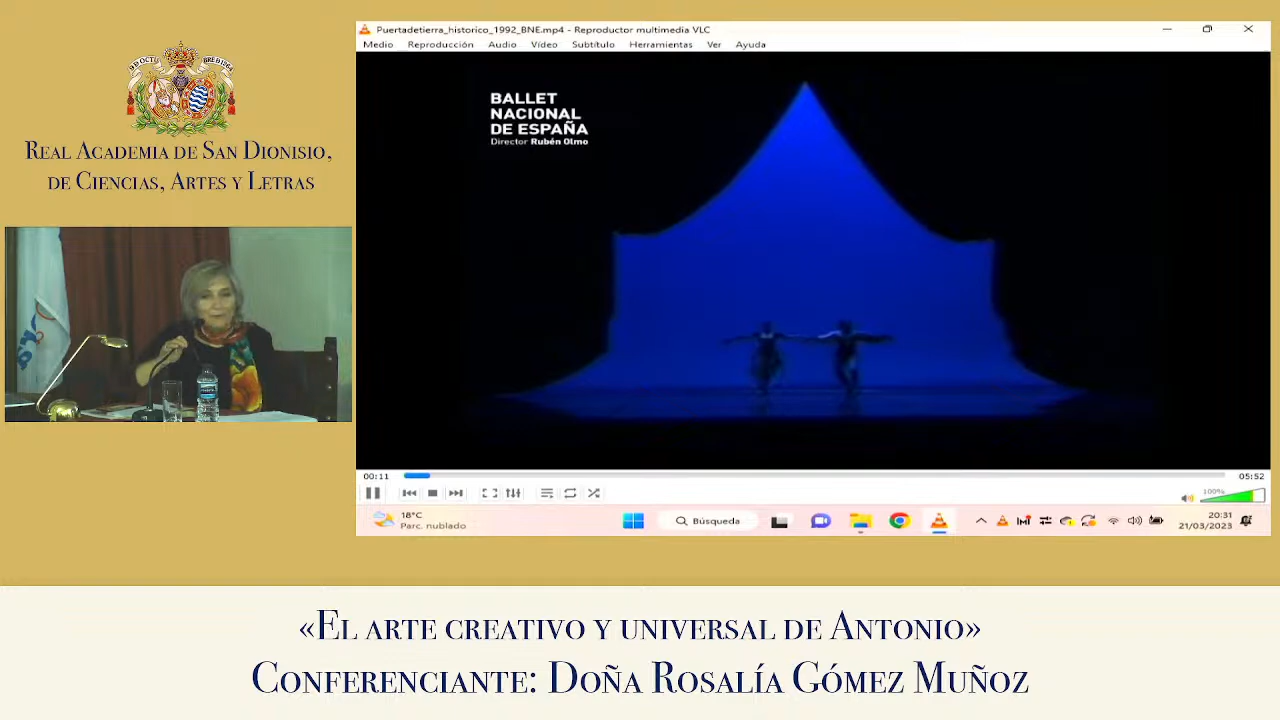 REAL ACADEMIA DE SAN DIONISIO,
DE CIENCIAS, ARTES Y LETRAS
Puertadetierra_historico_1992_BNE.mp4 - Reproductor multimedia VLC
Medio Reproducción Audio Vídeo Subtítulo Herramientas Ver Ayuda
BALLET
NACIONAL
DE ESPAÑA
Director Rubén Olmo
00:11
05:52
100%
18°C
Parc. nublado
Búsqueda
20:31
21/03/2023
«EL ARTE CREATIVO Y UNIVERSAL DE ANTONIO»
CONFERENCIANTE: DOÑA ROSALÍA GÓMEZ MUÑOZ